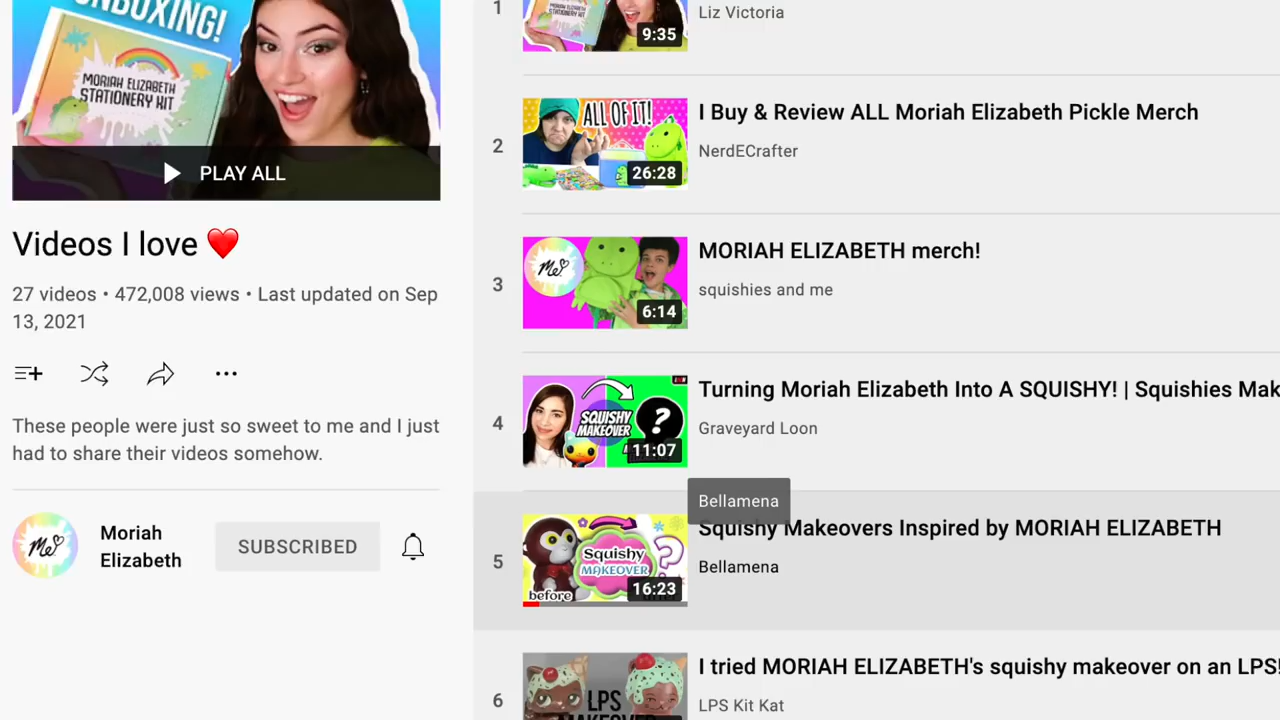 UNBOXING!
MORIAH ELIZABETH
STATIONERY KIT
PLAY ALL
Videos I love ❤️
27 videos • 472,008 views • Last updated on Sep
13, 2021
These people were just so sweet to me and I just
had to share their videos somehow.
Me!
Moriah
Elizabeth
SUBSCRIBED
1
9:35
Liz Victoria
2
ALL OF IT!
26:28
I Buy & Review ALL Moriah Elizabeth Pickle Merch
NerdECrafter
3
Me!
6:14
MORIAH ELIZABETH merch!
squishies and me
4
SQUISHY
MAKEOVER
?
11:07
Turning Moriah Elizabeth Into A SQUISHY! | Squishies Mak
Graveyard Loon
Bellamena
5
Squishy
MAKEOVER
?
before
16:23
Squishy Makeovers Inspired by MORIAH ELIZABETH
Bellamena
6
LPS
MAKEOVER
I tried MORIAH ELIZABETH's squishy makeover on an LPS!
LPS Kit Kat